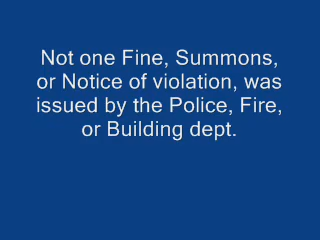 Not one Fine, Summons,
or Notice of violation, was
issued by the Police, Fire,
or Building dept.